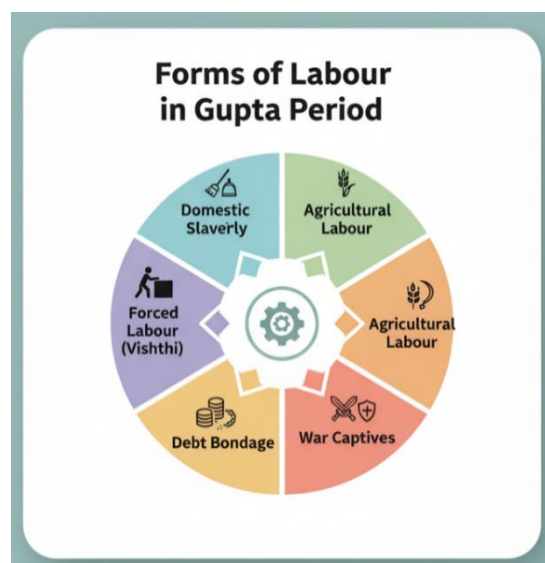 Forms of Labour
in Gupta Period
Domestic
Slaverly
Agricultural
Labour
Forced
Labour
(Vishthi)
Agricultural
Labour
Debt Bondage
War Captives